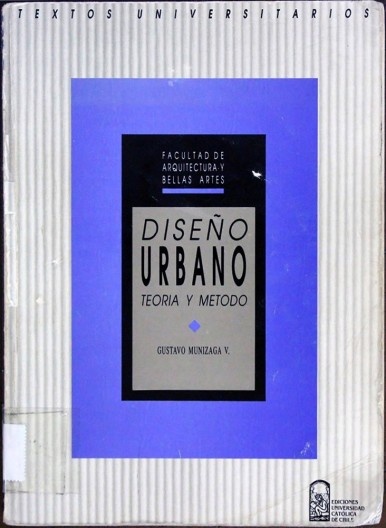 TEXTOS UNIVERSITARIOS
FACULTAD DE
ARQUITECTURA Y
BELLAS ARTES
DISEÑO
URBANO
TEORIA Y METODO
GUSTAVO MUNIZAGA V.
EDICIONES
UNIVERSIDAD
CATÓLICA
DE CHILE